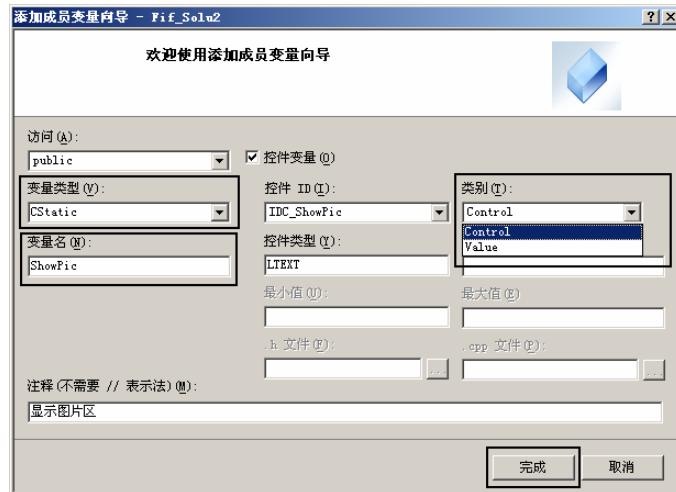 添加成员变量向导 - Fif_Solu2
欢迎使用添加成员变量向导
访问(A):
public
控件变量(O)
变量类型(V):
CStatic
控件 ID(I):
IDC_ShowPic
类别(T):
Control
Control
Value
变量名(N):
ShowPic
控件类型(Y):
LTEXT
最小值(U):
最大值(E)
.h 文件(F):
.cpp 文件(P):
...
...
注释(不需要 // 表示法)(M):
显示图片区
完成
取消